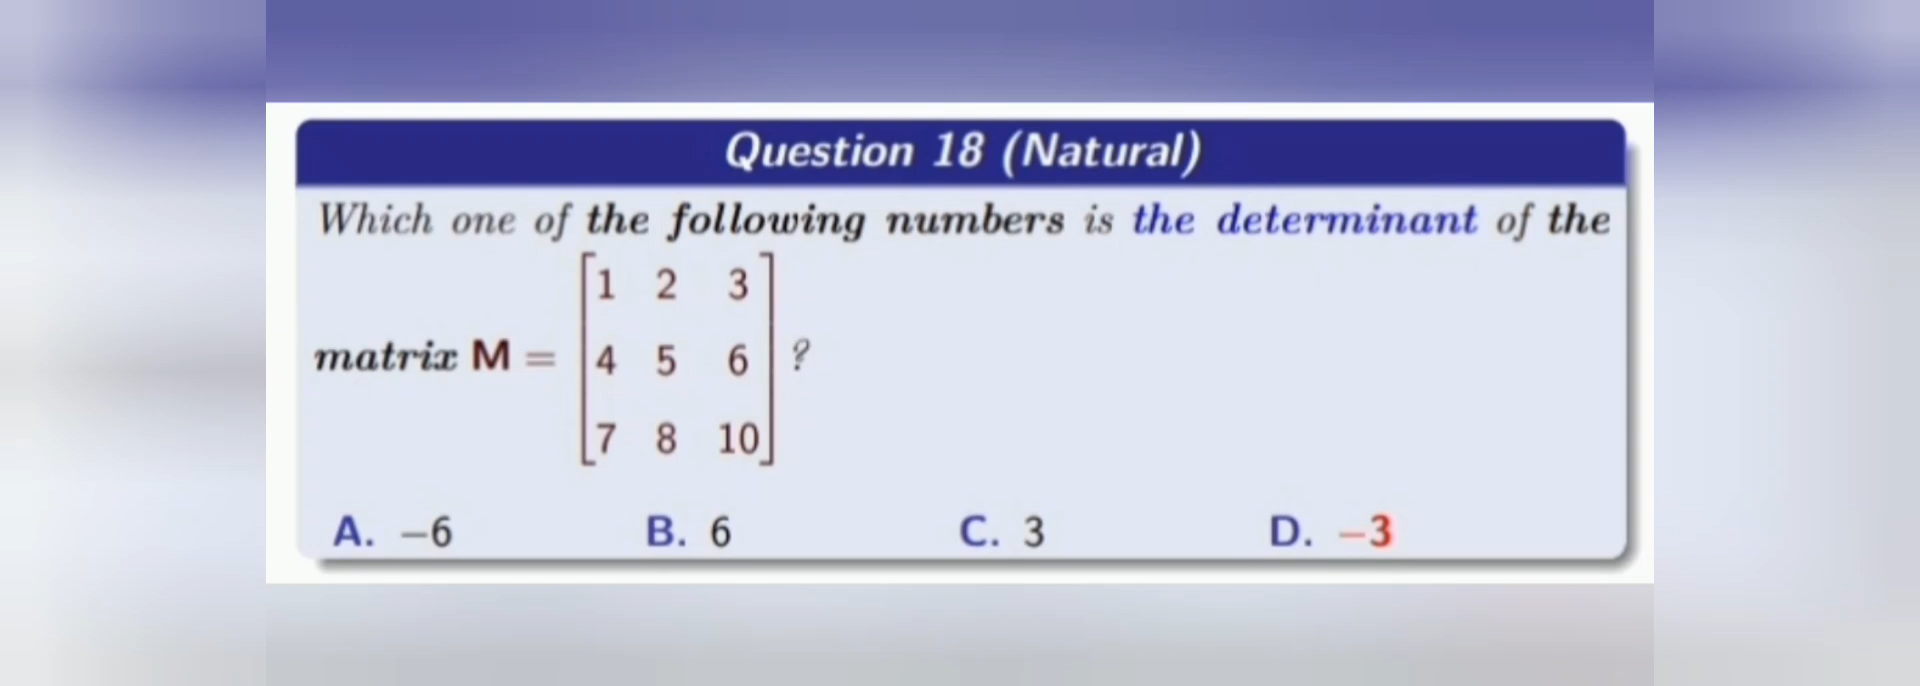 Question 18 (Natural)
Which one of the following numbers is the determinant of the
matrix M = [1 2 3
4 5 6
7 8 10] ?
A. −6 B. 6 C. 3 D. −3